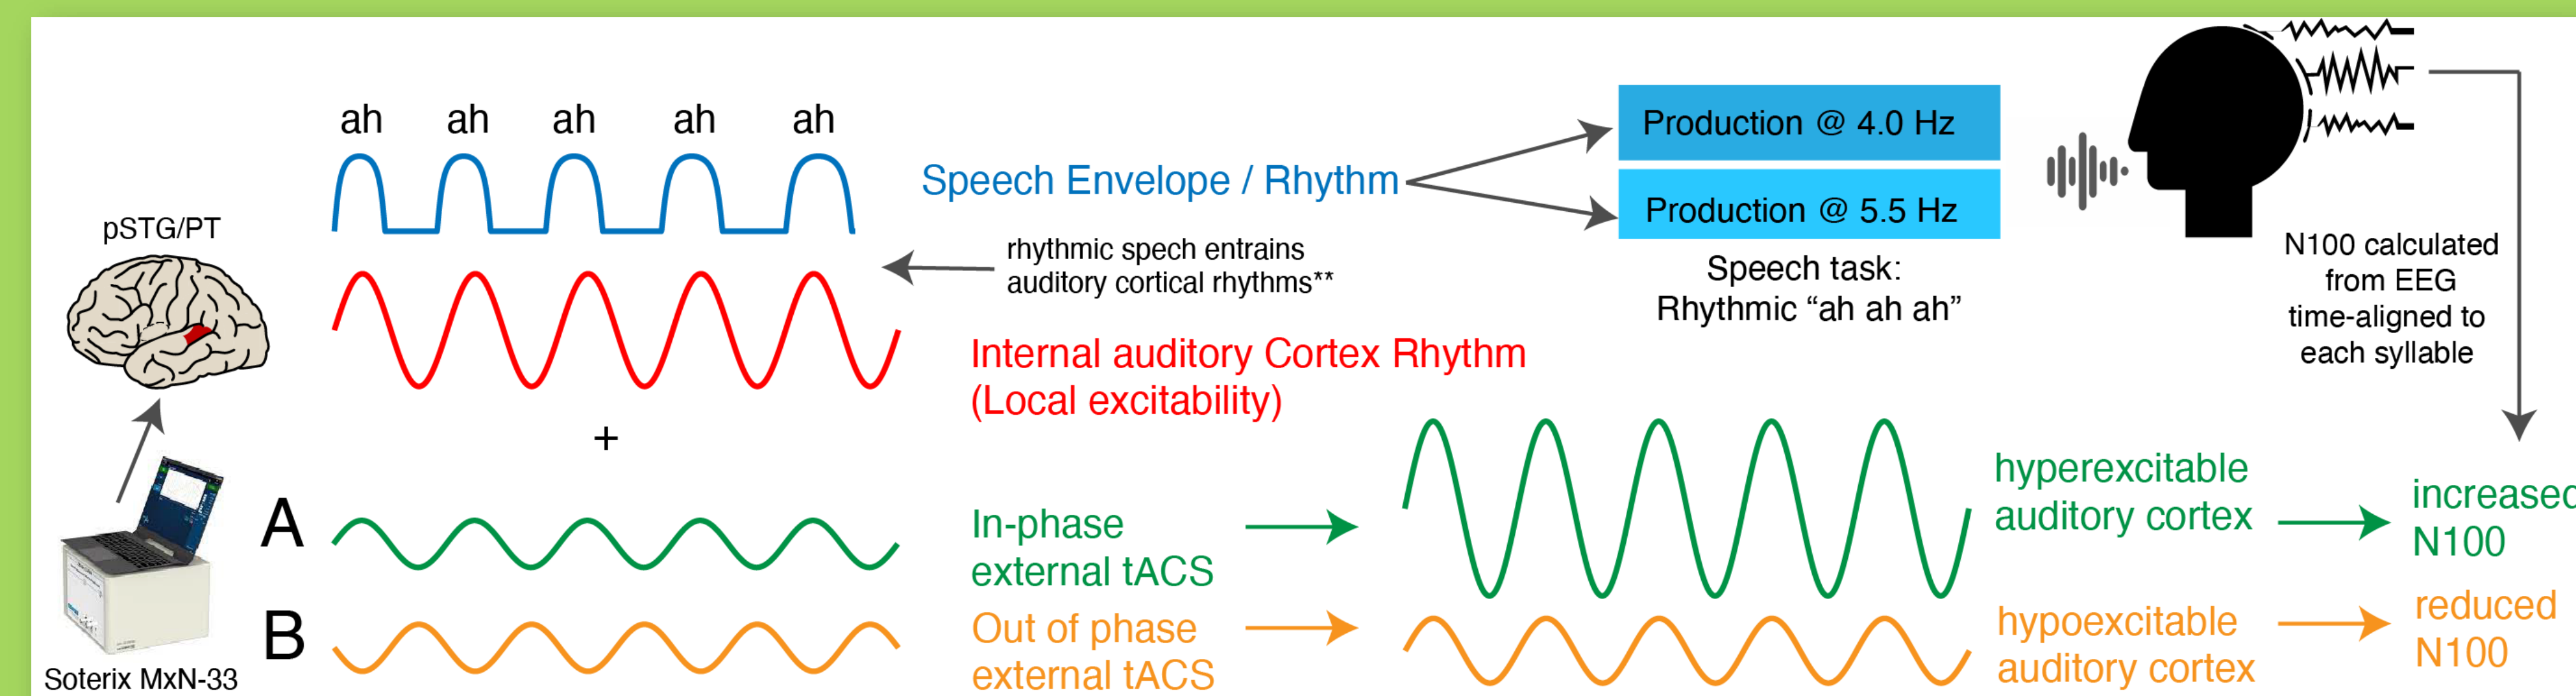 ah ah ah ah ah
Speech Envelope / Rhythm
Production @ 4.0 Hz
Production @ 5.5 Hz
Speech task:
Rhythmic “ah ah ah”
pSTG/PT
rhythmic spech entrains
auditory cortical rhythms**
N100 calculated
from EEG
time-aligned to
each syllable
Internal auditory Cortex Rhythm
(Local excitability)
+
A
In-phase
external tACS
hyperexcitable
auditory cortex
increased
N100
B
Out of phase
external tACS
hypoexcitable
auditory cortex
reduced
N100
Soterix MxN-33